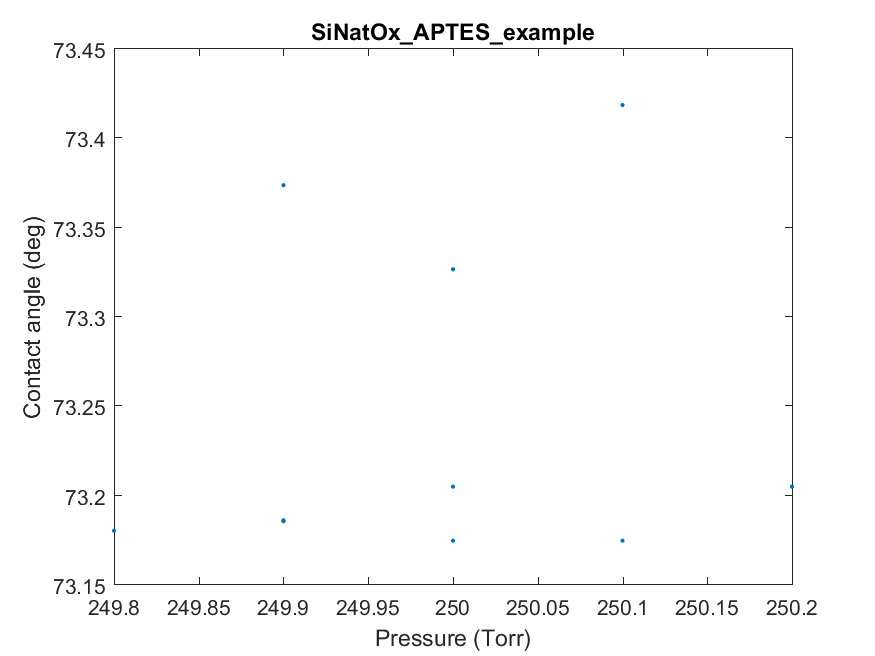 SiNatOx_APTES_example
73.45
73.4
73.35
73.3
73.25
73.2
73.15
Contact angle (deg)
249.8 249.85 249.9 249.95 250 250.05 250.1 250.15 250.2
Pressure (Torr)